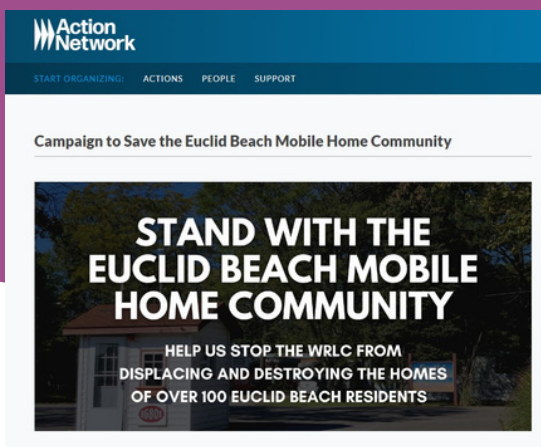 Action
Network
START ORGANIZING: ACTIONS PEOPLE SUPPORT
Campaign to Save the Euclid Beach Mobile Home Community
STAND WITH THE
EUCLID BEACH MOBILE
HOME COMMUNITY
HELP US STOP THE WRLC FROM
DISPLACING AND DESTROYING THE HOMES
OF OVER 100 EUCLID BEACH RESIDENTS